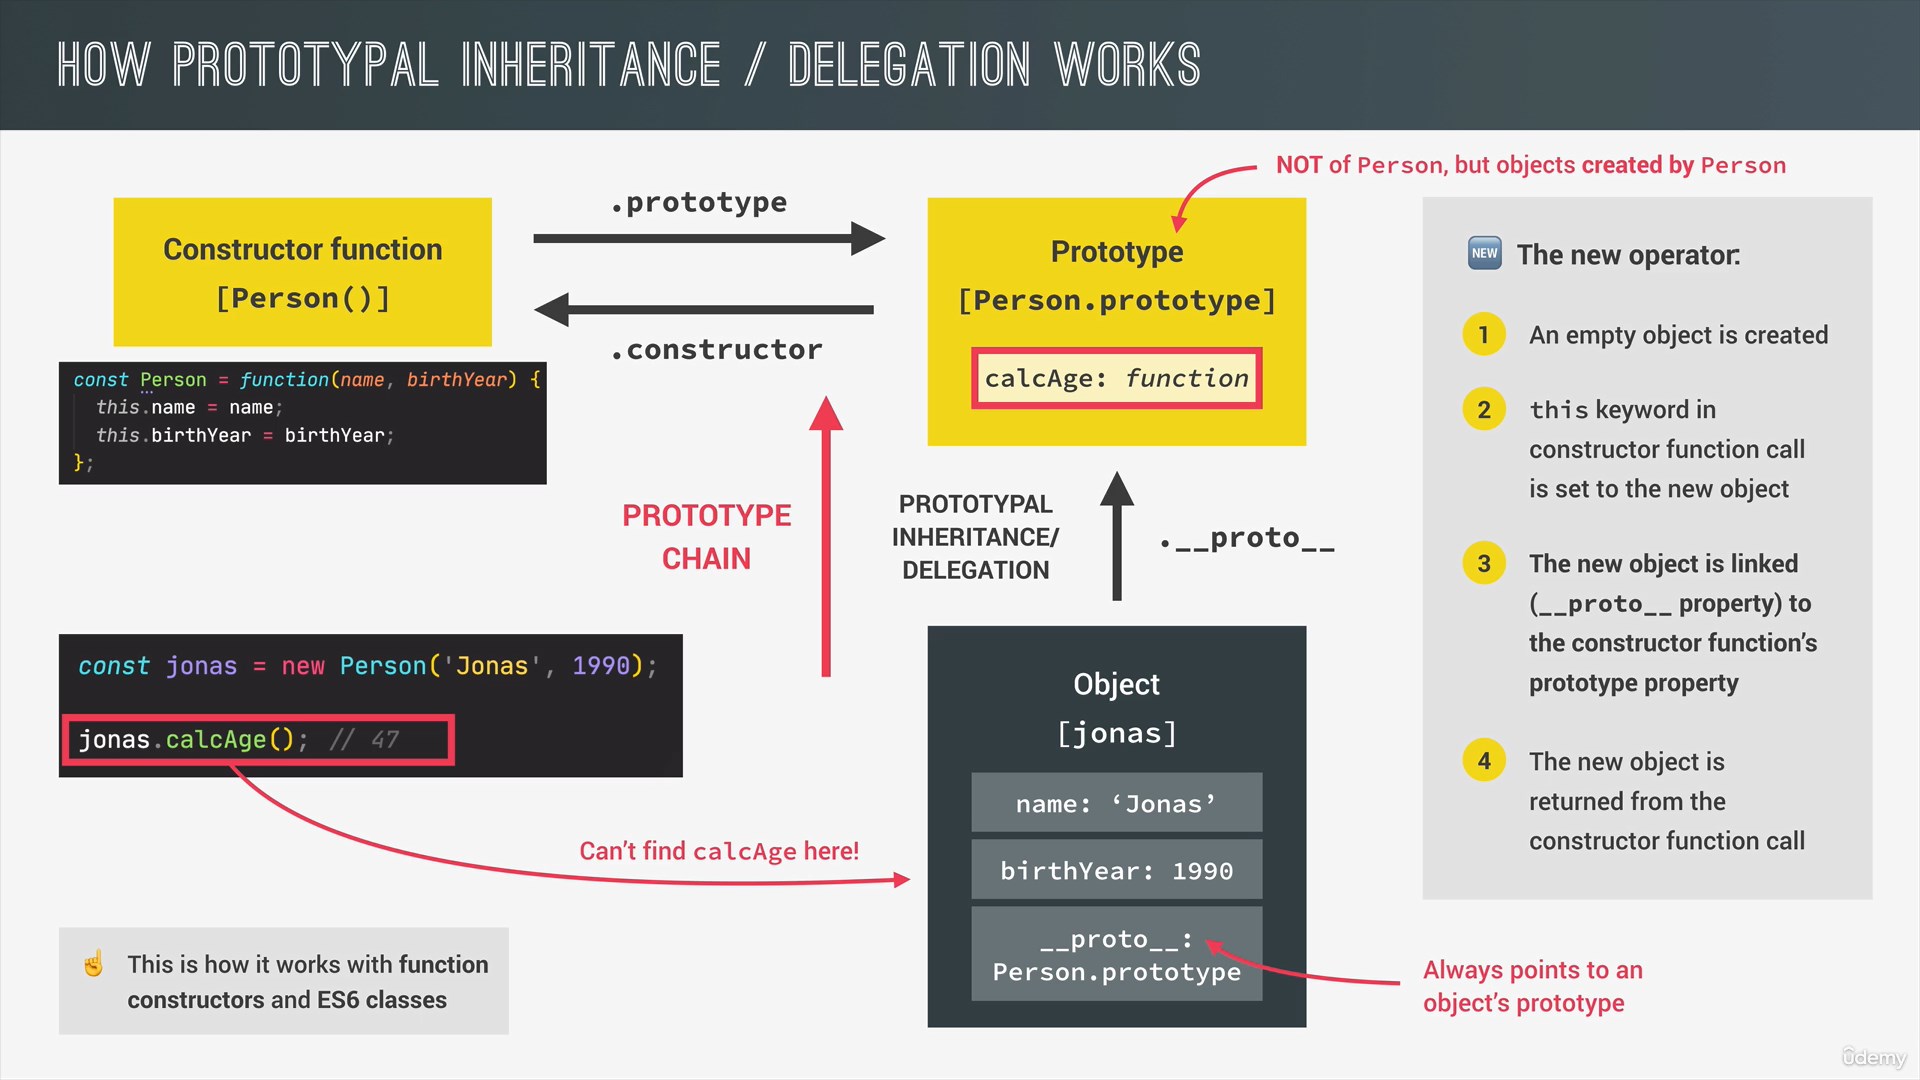 HOW PROTOTYPAL INHERITANCE / DELEGATION WORKS
NOT of Person, but objects created by Person
Constructor function
[Person()]
.prototype
.constructor
Prototype
[Person.prototype]
calcAge: function
const Person = function(name, birthYear) {
this.name = name;
this.birthYear = birthYear;
};
PROTOTYPE
CHAIN
PROTOTYPAL
INHERITANCE/
DELEGATION
.__proto__
const jonas = new Person('Jonas', 1990);
jonas.calcAge(); // 47
Can’t find calcAge here!
Object
[jonas]
name: ‘Jonas’
birthYear: 1990
__proto__:
Person.prototype
Always points to an
object’s prototype
☝ This is how it works with function
constructors and ES6 classes
NEW The new operator:
1 An empty object is created
2 this keyword in
constructor function call
is set to the new object
3 The new object is linked
(__proto__ property) to
the constructor function’s
prototype property
4 The new object is
returned from the
constructor function call
ûdemy